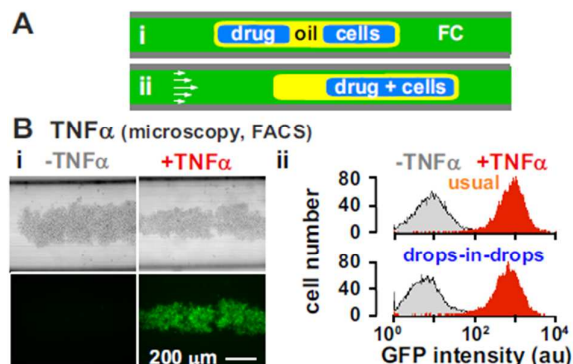 A
i drug oil cells FC
ii drug + cells
B TNFα (microscopy, FACS)
i -TNFα +TNFα
200 µm
ii -TNFα +TNFα
usual
80
40
0
drops-in-drops
80
40
0
cell number
10⁰ 10² 10⁴
GFP intensity (au)